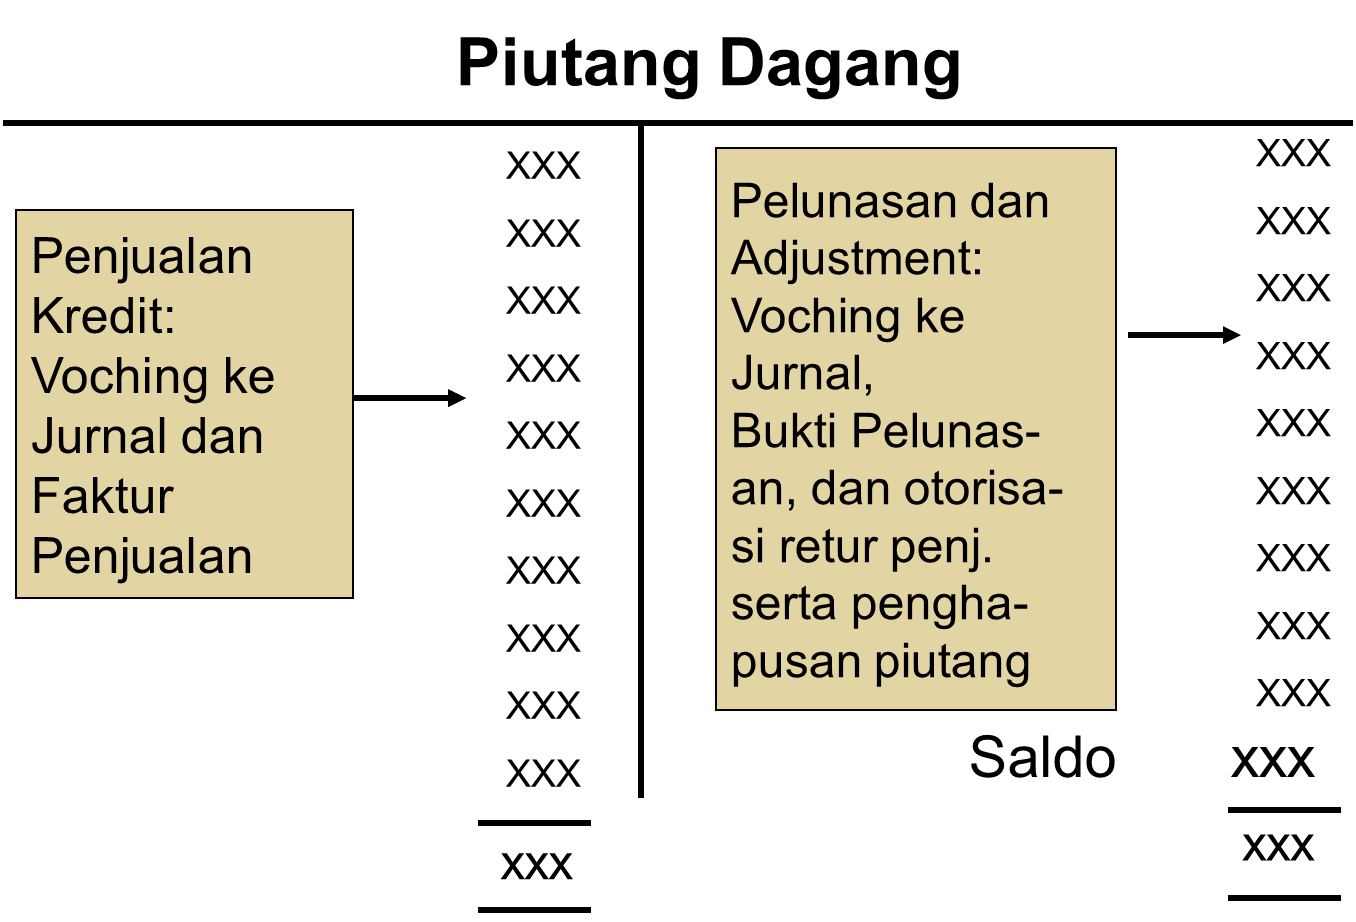 Piutang Dagang
Penjualan
Kredit:
Voching ke
Jurnal dan
Faktur
Penjualan
xxx
xxx
xxx
xxx
xxx
xxx
xxx
xxx
xxx
xxx
xxx
Pelunasan dan
Adjustment:
Voching ke
Jurnal,
Bukti Pelunas-
an, dan otorisa-
si retur penj.
serta pengha-
pusan piutang
xxx
xxx
xxx
xxx
xxx
xxx
xxx
xxx
xxx
Saldo xxx
xxx